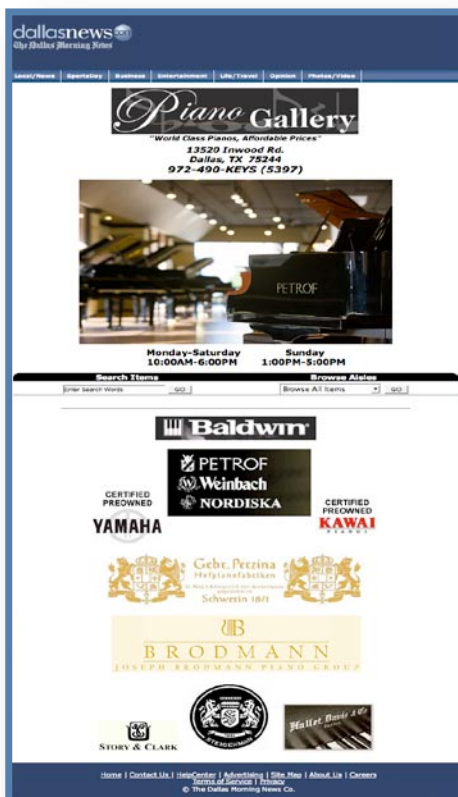 dallasnews.com
The Dallas Morning News
Local/News SportsDay Business Entertainment Life/Travel Opinion Photos/Video
Piano Gallery
"World Class Pianos, Affordable Prices"
13520 Inwood Rd.
Dallas, TX 75244
972-490-KEYS (5397)
PETROF
Monday-Saturday Sunday
10:00AM-6:00PM 1:00PM-5:00PM
Search Items Browse Aisles
Enter Search Words GO Browse All Items GO
Baldwin
PETROF
Weinbach
NORDISKA
CERTIFIED
PREOWNED
YAMAHA
CERTIFIED
PREOWNED
KAWAI
PIANOS
Gebr. Perzina
Hofpianofabriken
Schwerin 1871
BRODMANN
JOSEPH BRODMANN PIANO GROUP
STORY & CLARK
STEIGERMAN
Hallet Davis & Co
Home | Contact Us | HelpCenter | Advertising | Site Map | About Us | Careers
Terms of Service | Privacy
© The Dallas Morning News Co.